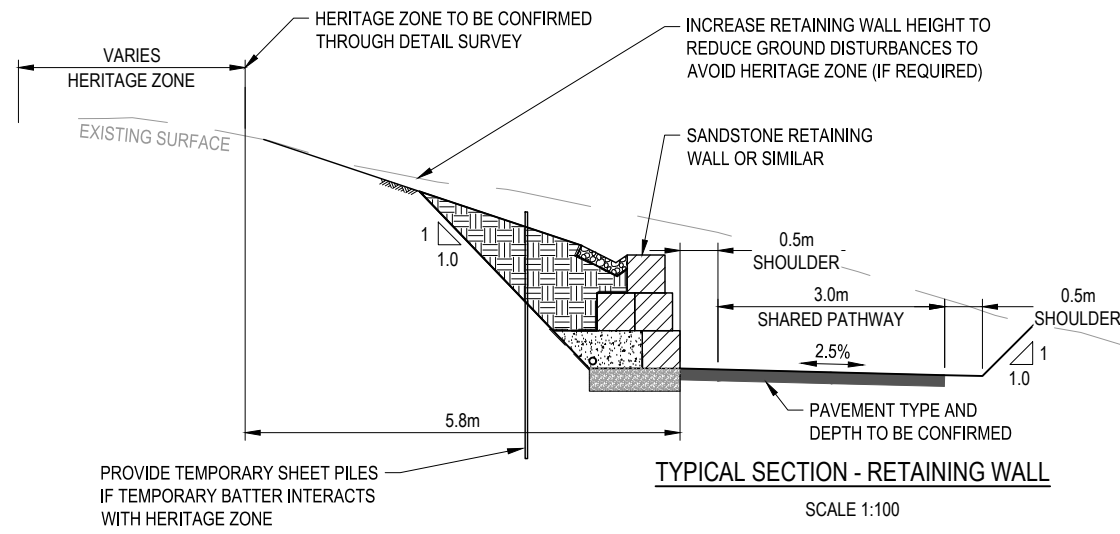 HERITAGE ZONE TO BE CONFIRMED
THROUGH DETAIL SURVEY
INCREASE RETAINING WALL HEIGHT TO
REDUCE GROUND DISTURBANCES TO
AVOID HERITAGE ZONE (IF REQUIRED)
VARIES
HERITAGE ZONE
EXISTING SURFACE
SANDSTONE RETAINING
WALL OR SIMILAR
1
1.0
0.5m
SHOULDER
3.0m
SHARED PATHWAY
0.5m
SHOULDER
2.5%
1
1.0
5.8m
PAVEMENT TYPE AND
DEPTH TO BE CONFIRMED
PROVIDE TEMPORARY SHEET PILES
IF TEMPORARY BATTER INTERACTS
WITH HERITAGE ZONE
TYPICAL SECTION - RETAINING WALL
SCALE 1:100